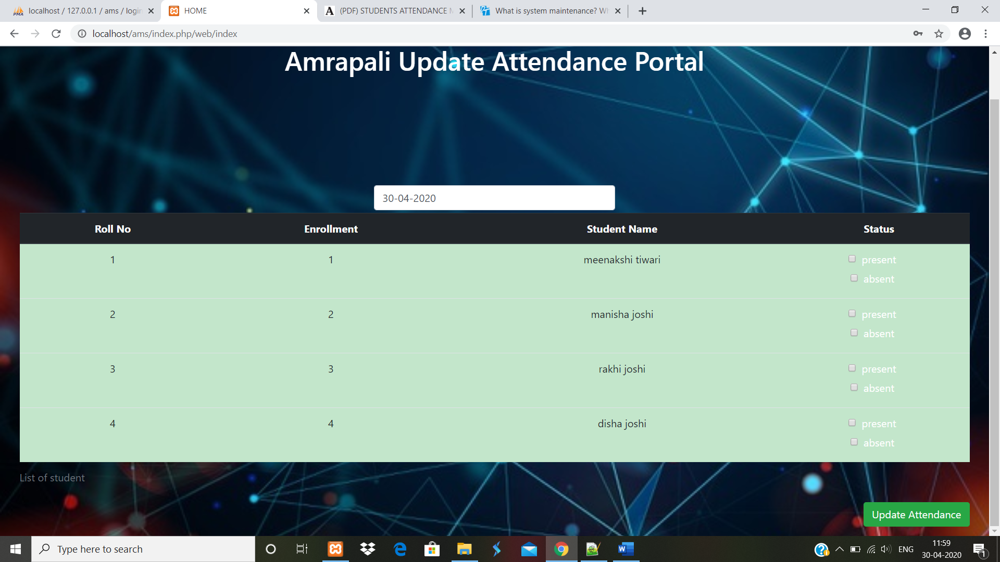 localhost / 127.0.0.1 / ams / login
HOME
(PDF) STUDENTS ATTENDANCE M
What is system maintenance? Wh
localhost/ams/index.php/web/index
Amrapali Update Attendance Portal
30-04-2020
Roll No Enrollment Student Name Status
1 1 meenakshi tiwari present
absent
2 2 manisha joshi present
absent
3 3 rakhi joshi present
absent
4 4 disha joshi present
absent
List of student
Update Attendance
Type here to search
ENG
11:59
30-04-2020
1